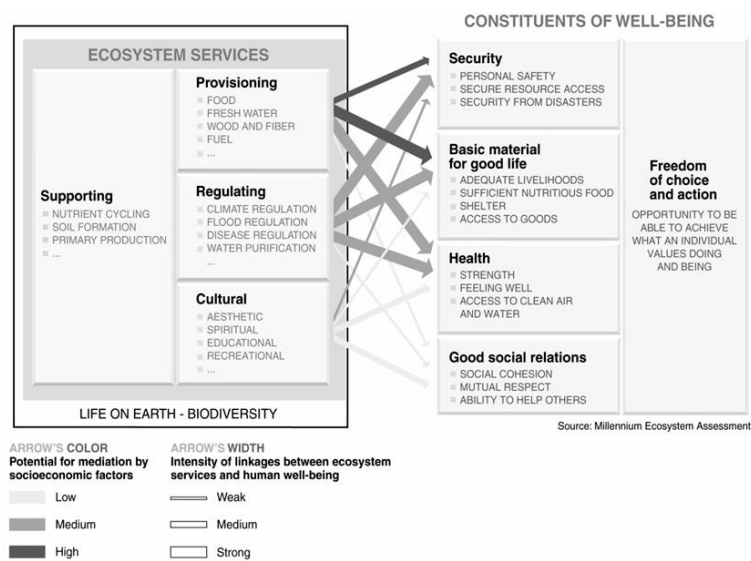 CONSTITUENTS OF WELL-BEING
ECOSYSTEM SERVICES
Supporting
NUTRIENT CYCLING
SOIL FORMATION
PRIMARY PRODUCTION
...
Provisioning
FOOD
FRESH WATER
WOOD AND FIBER
FUEL
...
Regulating
CLIMATE REGULATION
FLOOD REGULATION
DISEASE REGULATION
WATER PURIFICATION
...
Cultural
AESTHETIC
SPIRITUAL
EDUCATIONAL
RECREATIONAL
...
LIFE ON EARTH - BIODIVERSITY
Security
PERSONAL SAFETY
SECURE RESOURCE ACCESS
SECURITY FROM DISASTERS
Basic material
for good life
ADEQUATE LIVELIHOODS
SUFFICIENT NUTRITIOUS FOOD
SHELTER
ACCESS TO GOODS
Health
STRENGTH
FEELING WELL
ACCESS TO CLEAN AIR
AND WATER
Good social relations
SOCIAL COHESION
MUTUAL RESPECT
ABILITY TO HELP OTHERS
Freedom
of choice
and action
OPPORTUNITY TO BE
ABLE TO ACHIEVE
WHAT AN INDIVIDUAL
VALUES DOING
AND BEING
Source: Millennium Ecosystem Assessment
ARROW'S COLOR
Potential for mediation by
socioeconomic factors
Low
Medium
High
ARROW'S WIDTH
Intensity of linkages between ecosystem
services and human well-being
Weak
Medium
Strong